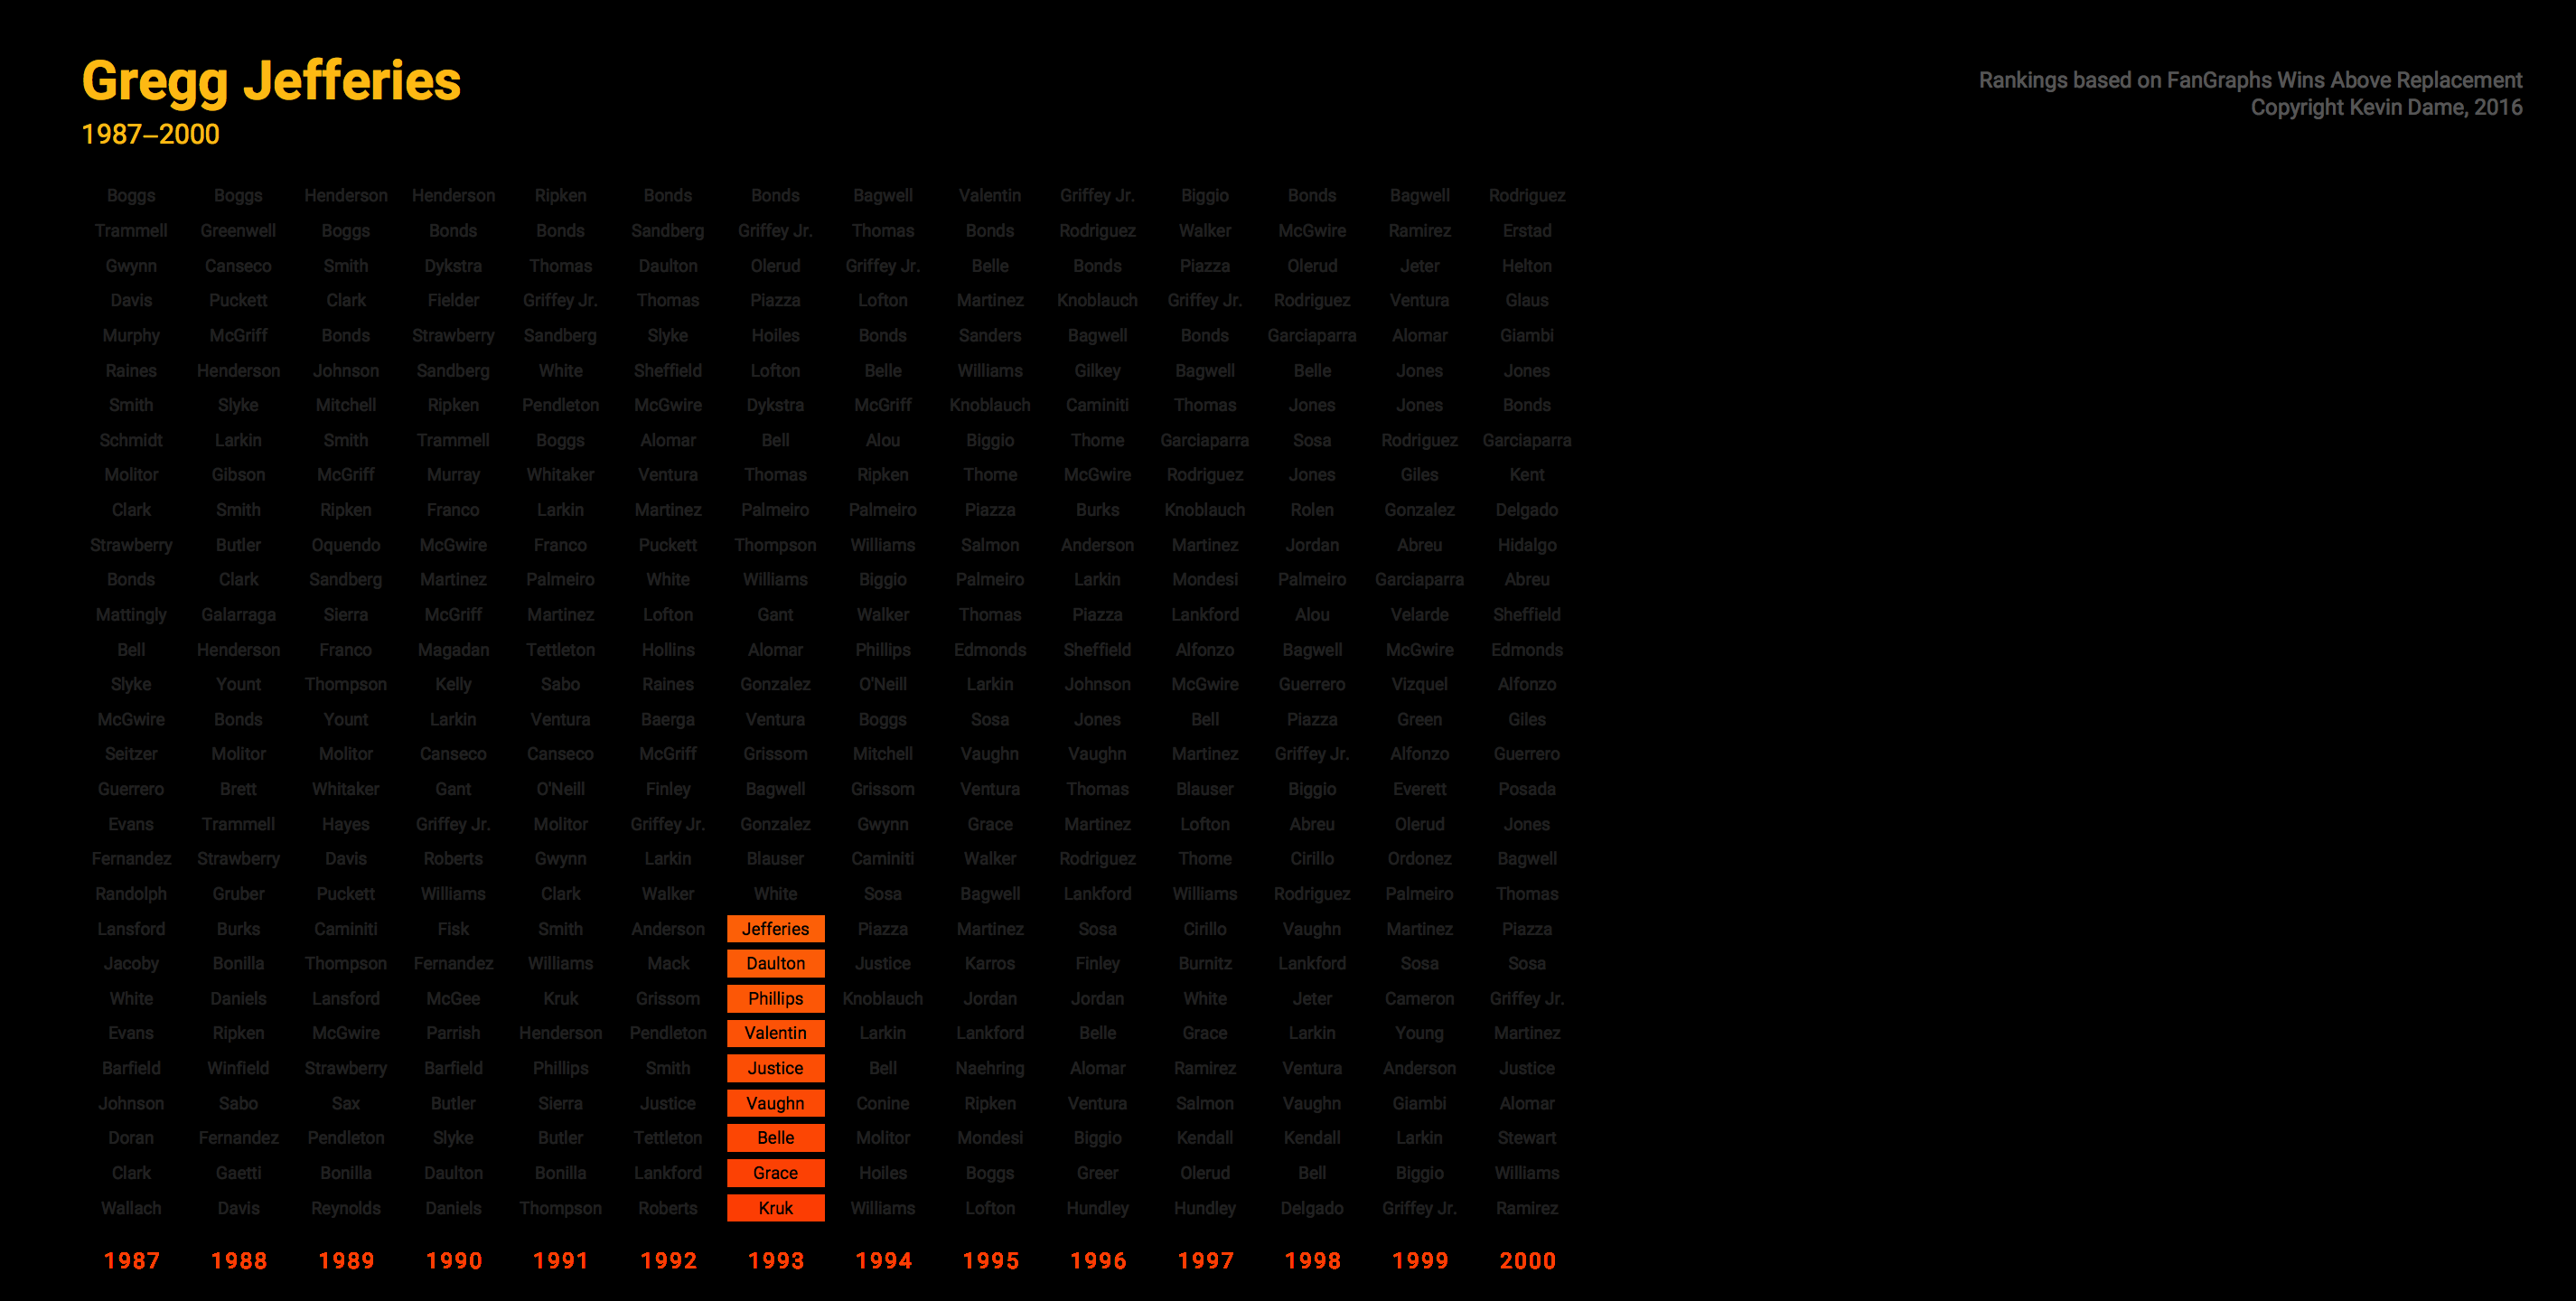 Gregg Jefferies
1987–2000
Rankings based on FanGraphs Wins Above Replacement
Copyright Kevin Dame, 2016
Boggs Boggs Henderson Henderson Ripken Bonds Bonds Bagwell Valentin Griffey Jr. Biggio Bonds Bagwell Rodriguez
Trammell Greenwell Boggs Bonds Bonds Sandberg Griffey Jr. Thomas Bonds Rodriguez Walker McGwire Ramirez Erstad
Gwynn Canseco Smith Dykstra Thomas Daulton Olerud Griffey Jr. Belle Bonds Piazza Olerud Jeter Helton
Davis Puckett Clark Fielder Griffey Jr. Thomas Piazza Lofton Martinez Knoblauch Griffey Jr. Rodriguez Ventura Glaus
Murphy McGriff Bonds Strawberry Sandberg Slyke Hoiles Bonds Sanders Bagwell Bonds Garciaparra Alomar Giambi
Raines Henderson Johnson Sandberg White Sheffield Lofton Belle Williams Gilkey Bagwell Belle Jones Jones
Smith Slyke Mitchell Ripken Pendleton McGwire Dykstra McGriff Knoblauch Caminiti Thomas Jones Jones Bonds
Schmidt Larkin Smith Trammell Boggs Alomar Bell Alou Biggio Thome Garciaparra Sosa Rodriguez Garciaparra
Molitor Gibson McGriff Murray Whitaker Ventura Thomas Ripken Thome McGwire Rodriguez Jones Giles Kent
Clark Smith Ripken Franco Larkin Martinez Palmeiro Palmeiro Piazza Burks Knoblauch Rolen Gonzalez Delgado
Strawberry Butler Oquendo McGwire Franco Puckett Thompson Williams Salmon Anderson Martinez Jordan Abreu Hidalgo
Bonds Clark Sandberg Martinez Palmeiro White Williams Biggio Palmeiro Larkin Mondesi Palmeiro Garciaparra Abreu
Mattingly Galarraga Sierra McGriff Martinez Lofton Gant Walker Thomas Piazza Lankford Alou Velarde Sheffield
Bell Henderson Franco Magadan Tettleton Hollins Alomar Phillips Edmonds Sheffield Alfonzo Bagwell McGwire Edmonds
Slyke Yount Thompson Kelly Sabo Raines Gonzalez O'Neill Larkin Johnson McGwire Guerrero Vizquel Alfonzo
McGwire Bonds Yount Larkin Ventura Baerga Ventura Boggs Sosa Jones Bell Piazza Green Giles
Seitzer Molitor Molitor Canseco Canseco McGriff Grissom Mitchell Vaughn Vaughn Martinez Griffey Jr. Alfonzo Guerrero
Guerrero Brett Whitaker Gant O'Neill Finley Bagwell Grissom Ventura Thomas Blauser Biggio Everett Posada
Evans Trammell Hayes Griffey Jr. Molitor Griffey Jr. Gonzalez Gwynn Grace Martinez Lofton Abreu Olerud Jones
Fernandez Strawberry Davis Roberts Gwynn Larkin Blauser Caminiti Walker Rodriguez Thome Cirillo Ordonez Bagwell
Randolph Gruber Puckett Williams Clark Walker White Sosa Bagwell Lankford Williams Rodriguez Palmeiro Thomas
Lansford Burks Caminiti Fisk Smith Anderson Jefferies Piazza Martinez Sosa Cirillo Vaughn Martinez Piazza
Jacoby Bonilla Thompson Fernandez Williams Mack Daulton Justice Karros Finley Burnitz Lankford Sosa Sosa
White Daniels Lansford McGee Kruk Grissom Phillips Knoblauch Jordan Jordan White Jeter Cameron Griffey Jr.
Evans Ripken McGwire Parrish Henderson Pendleton Valentin Larkin Lankford Belle Grace Larkin Young Martinez
Barfield Winfield Strawberry Barfield Phillips Smith Justice Bell Naehring Alomar Ramirez Ventura Anderson Justice
Johnson Sabo Sax Butler Sierra Justice Vaughn Conine Ripken Ventura Salmon Vaughn Giambi Alomar
Doran Fernandez Pendleton Slyke Butler Tettleton Belle Molitor Mondesi Biggio Kendall Kendall Larkin Stewart
Clark Gaetti Bonilla Daulton Bonilla Lankford Grace Hoiles Boggs Greer Olerud Bell Biggio Williams
Wallach Davis Reynolds Daniels Thompson Roberts Kruk Williams Lofton Hundley Hundley Delgado Griffey Jr. Ramirez
1987 1988 1989 1990 1991 1992 1993 1994 1995 1996 1997 1998 1999 2000